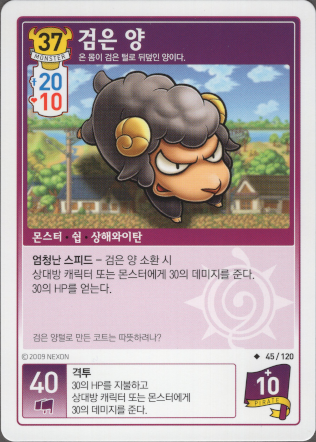 37
MONSTER
검은 양
온 몸이 검은 털로 뒤덮인 양이다.
20
10
몬스터 · 쉽 · 상해와이탄
엄청난 스피드 – 검은 양 소환 시
상대방 캐릭터 또는 몬스터에게 30의 데미지를 준다.
30의 HP를 얻는다.
검은 양털로 만든 코트는 따뜻하려나?
©2009 NEXON
◆ 45/120
40
격투
30의 HP를 지불하고
상대방 캐릭터 또는 몬스터에게
30의 데미지를 준다.
+
10
PIRATE